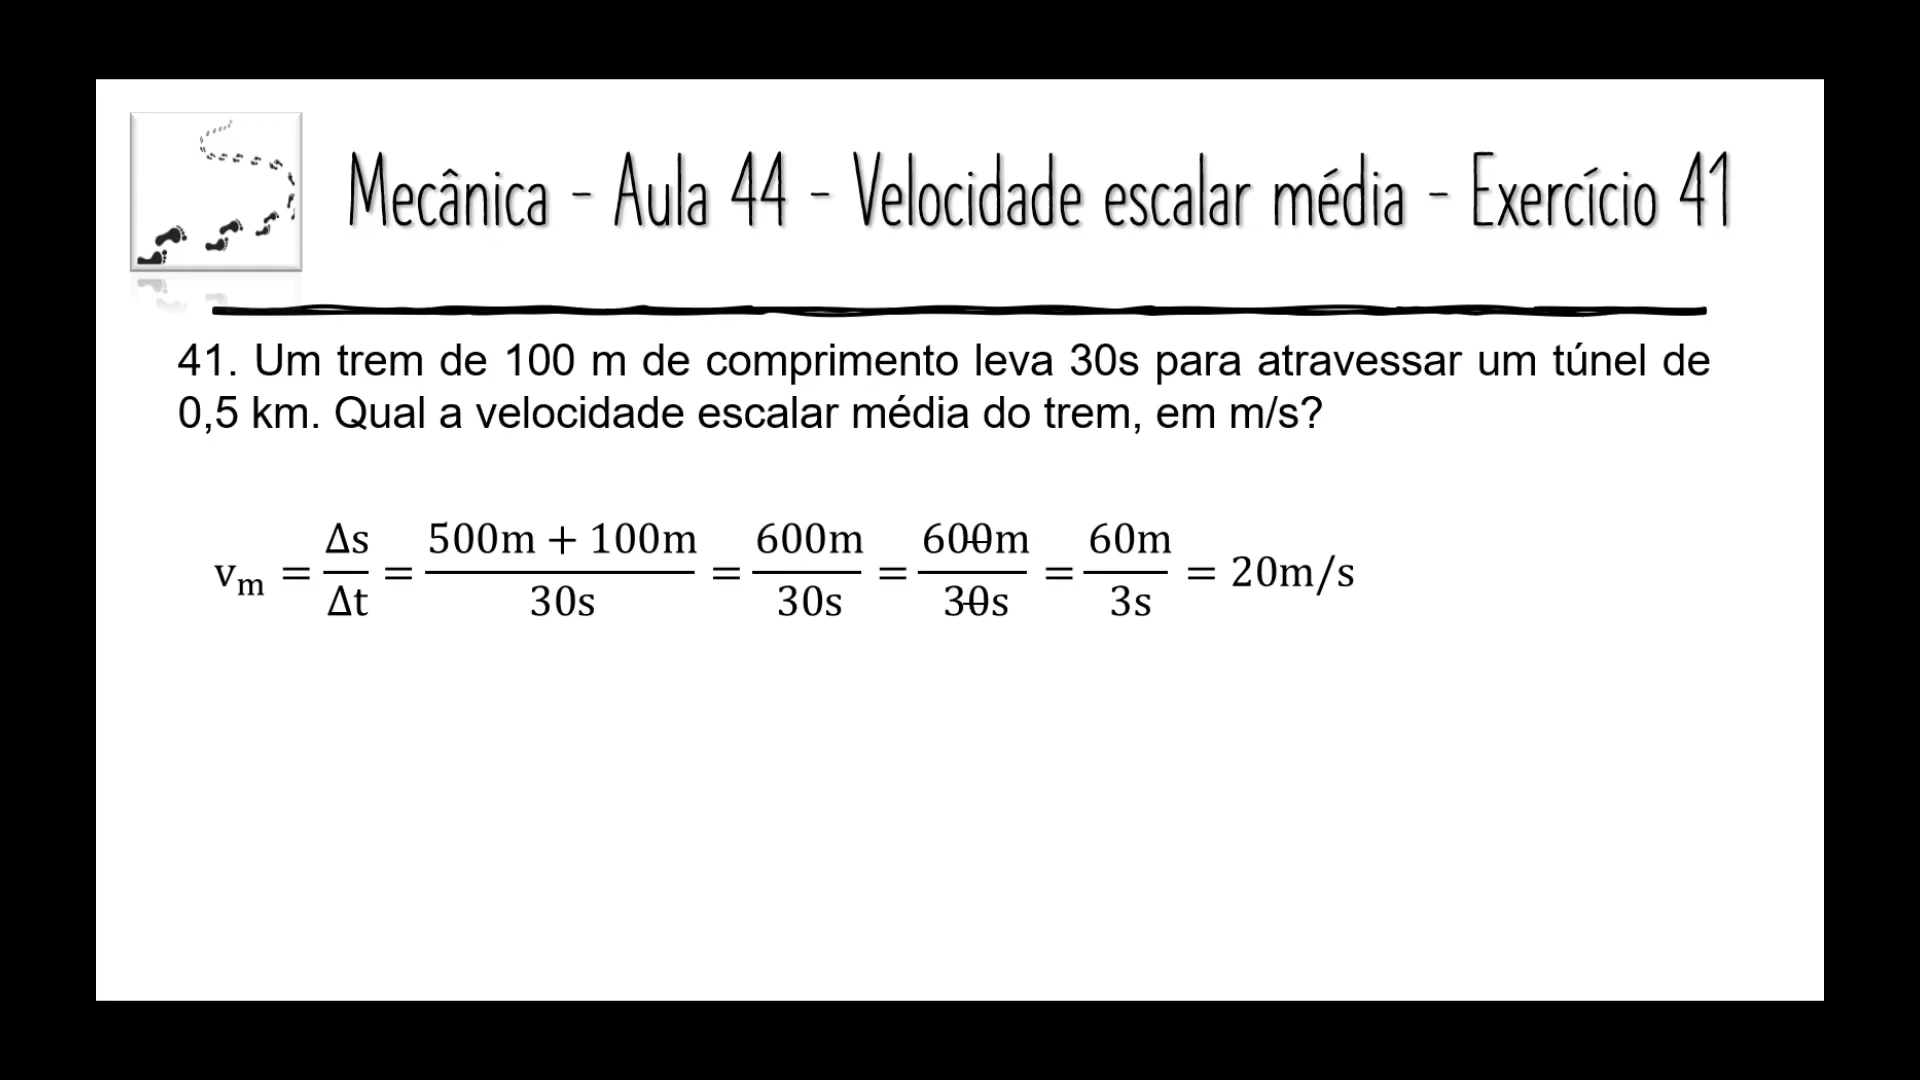 Mecânica - Aula 44 - Velocidade escalar média - Exercício 41
41. Um trem de 100 m de comprimento leva 30s para atravessar um túnel de
0,5 km. Qual a velocidade escalar média do trem, em m/s?
vₘ = Δs/Δt = (500m + 100m)/30s = 600m/30s = 600m/30s = 60m/3s = 20m/s